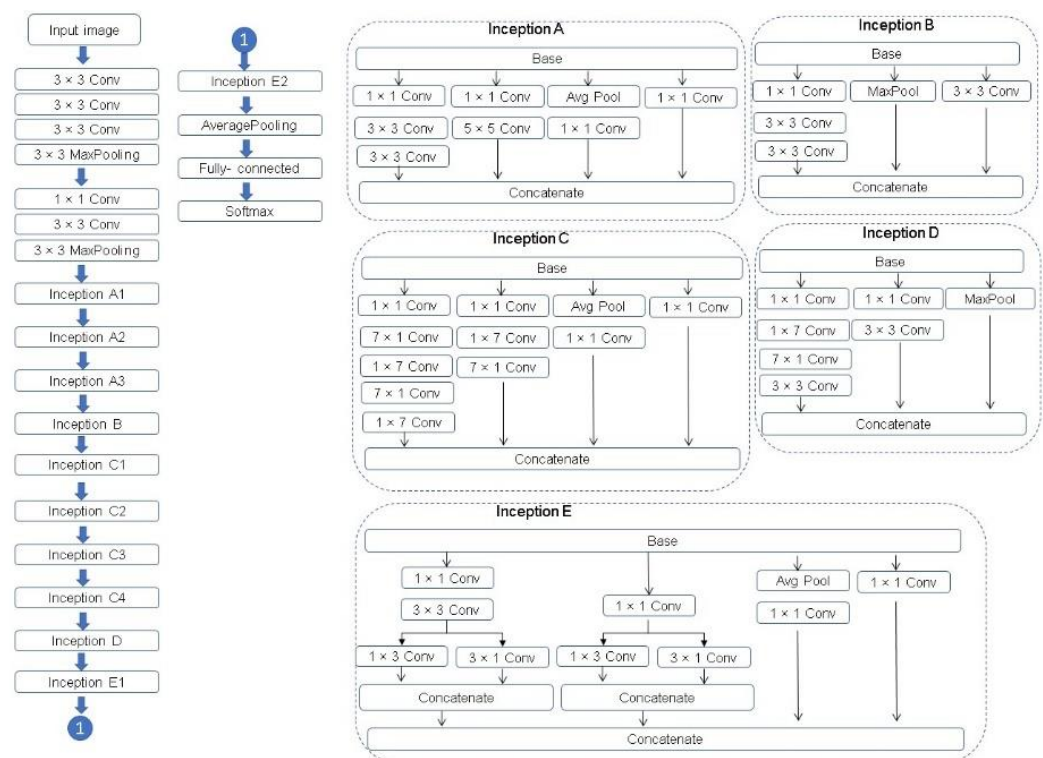 Input image
3 × 3 Conv
3 × 3 Conv
3 × 3 Conv
3 × 3 MaxPooling
1 × 1 Conv
3 × 3 Conv
3 × 3 MaxPooling
Inception A1
Inception A2
Inception A3
Inception B
Inception C1
Inception C2
Inception C3
Inception C4
Inception D
Inception E1
1
1
Inception E2
AveragePooling
Fully- connected
Softmax
Inception A
Base
1 × 1 Conv 1 × 1 Conv Avg Pool 1 × 1 Conv
3 × 3 Conv 5 × 5 Conv 1 × 1 Conv
3 × 3 Conv
Concatenate
Inception B
Base
1 × 1 Conv MaxPool 3 × 3 Conv
3 × 3 Conv
3 × 3 Conv
Concatenate
Inception C
Base
1 × 1 Conv 1 × 1 Conv Avg Pool 1 × 1 Conv
7 × 1 Conv 1 × 7 Conv 1 × 1 Conv
1 × 7 Conv 7 × 1 Conv
7 × 1 Conv
1 × 7 Conv
Concatenate
Inception D
Base
1 × 1 Conv 1 × 1 Conv MaxPool
1 × 7 Conv 3 × 3 Conv
7 × 1 Conv
3 × 3 Conv
Concatenate
Inception E
Base
1 × 1 Conv Avg Pool 1 × 1 Conv
3 × 3 Conv 1 × 1 Conv 1 × 1 Conv
1 × 3 Conv 3 × 1 Conv 1 × 3 Conv 3 × 1 Conv
Concatenate Concatenate
Concatenate